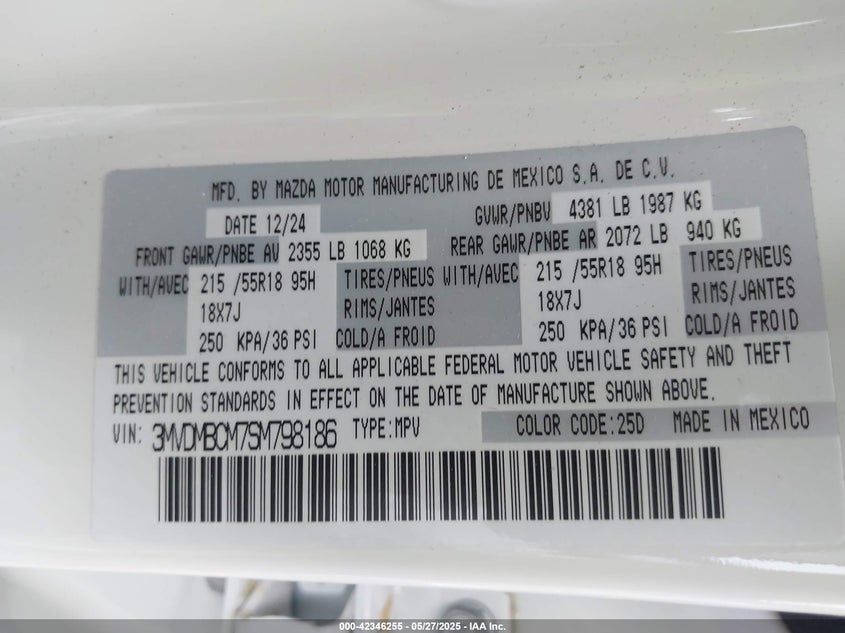 MFD. BY MAZDA MOTOR MANUFACTURING DE MEXICO S.A. DE C.V.
DATE 12/24 GVWR/PNBV 4381 LB 1987 KG
FRONT GAWR/PNBE AV 2355 LB 1068 KG REAR GAWR/PNBE AR 2072 LB 940 KG
WITH/AVEC 215 /55R18 95H TIRES/PNEUS WITH/AVEC 215 /55R18 95H TIRES/PNEUS
18X7J RIMS/JANTES 18X7J RIMS/JANTES
250 KPA/36 PSI COLD/A FROID 250 KPA/36 PSI COLD/A FROID
THIS VEHICLE CONFORMS TO ALL APPLICABLE FEDERAL MOTOR VEHICLE SAFETY AND THEFT
PREVENTION STANDARDS IN EFFECT ON THE DATE OF MANUFACTURE SHOWN ABOVE.
VIN: 3MVDMBCM7SM798186 TYPE:MPV COLOR CODE:25D MADE IN MEXICO
000-42346255 - 05/27/2025 - IAA Inc.